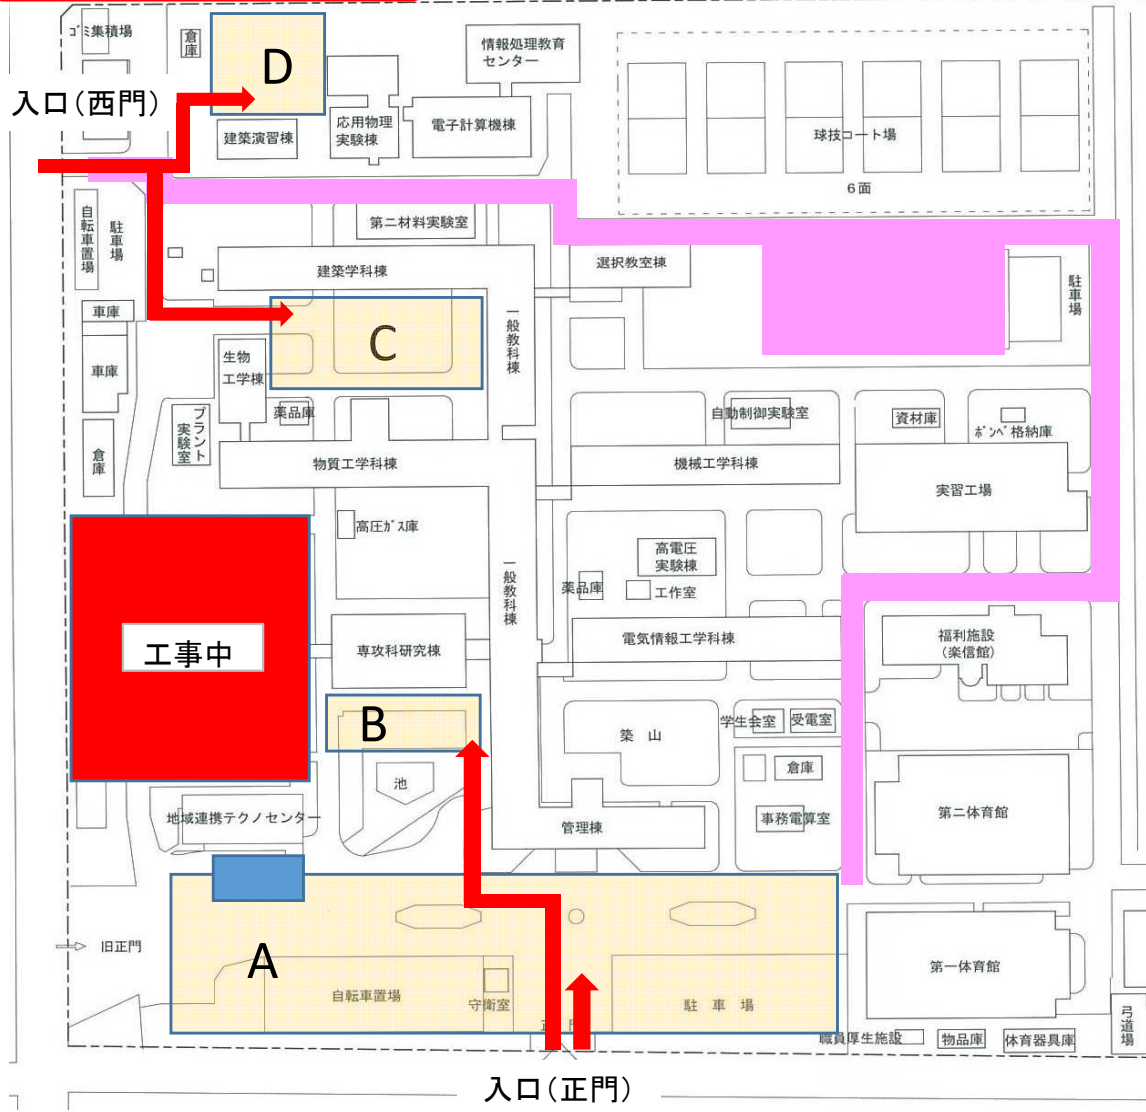 ゴミ集積場
倉庫
D
情報処理教育
センター
入口（西門）
建築演習棟
応用物理
実験棟
電子計算機棟
球技コート場
６面
自転車置場
駐車場
第二材料実験室
建築学科棟
選択教室棟
駐車場
車庫
C
一般教科棟
車庫
生物
工学棟
薬品庫
プラント
実験室
自動制御実験室
資材庫
ボンベ格納庫
倉庫
物質工学科棟
機械工学科棟
実習工場
高圧ガス庫
高電圧
実験棟
薬品庫
工作室
一般教科棟
工事中
専攻科研究棟
電気情報工学科棟
福利施設
(楽信館)
B
築山
学生会室
受電室
池
倉庫
地域連携テクノセンター
管理棟
事務電算室
第二体育館
旧正門
A
自転車置場
守衛室
駐車場
第一体育館
職員厚生施設
物品庫
体育器具庫
弓道場
入口（正門）